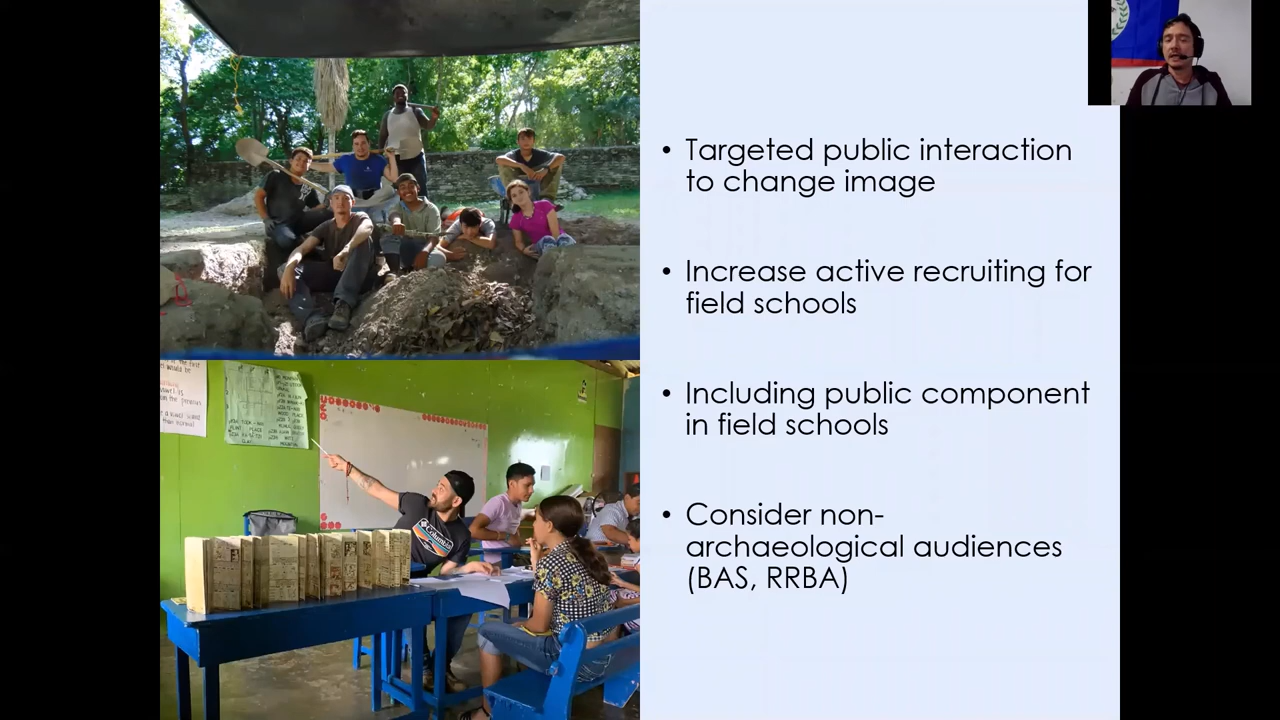 • Targeted public interaction
to change image
• Increase active recruiting for
field schools
• Including public component
in field schools
• Consider non-
archaeological audiences
(BAS, RRBA)
Columbia